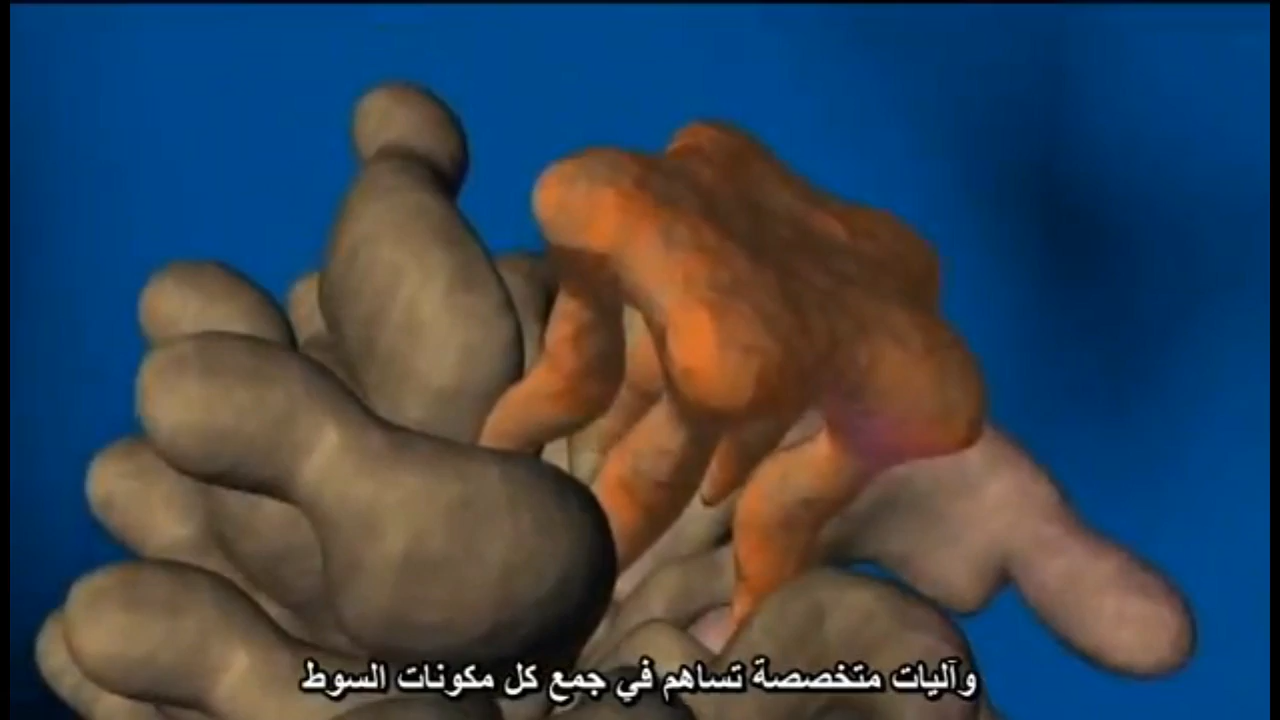 وآليات متخصصة تساهم في جمع كل مكونات السوط